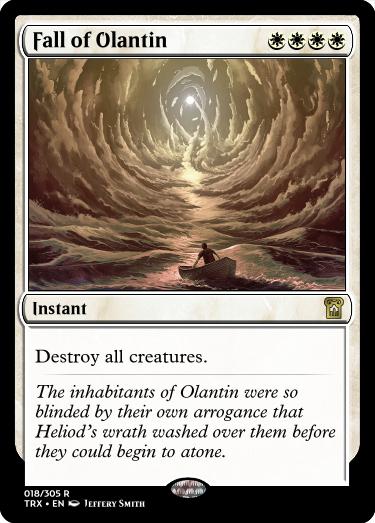 Fall of Olantin
Instant
Destroy all creatures.
The inhabitants of Olantin were so
blinded by their own arrogance that
Heliod's wrath washed over them before
they could begin to atone.
018/305 R
TRX • EN Jeffery Smith